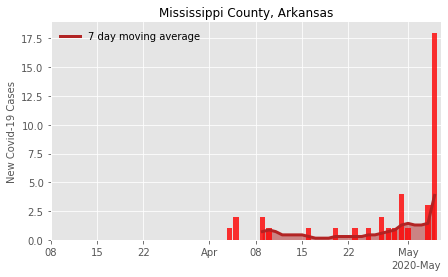 Mississippi County, Arkansas
7 day moving average
New Covid-19 Cases
17.5
15.0
12.5
10.0
7.5
5.0
2.5
0.0
08
15
22
Apr
08
15
22
May
2020-May